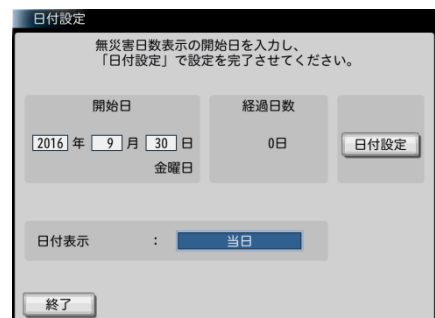 日付設定
無災害日数表示の開始日を入力し、
「日付設定」で設定を完了させてください。
開始日
経過日数
2016 年 9 月 30 日
0日
日付設定
金曜日
日付表示 : 当日
終了